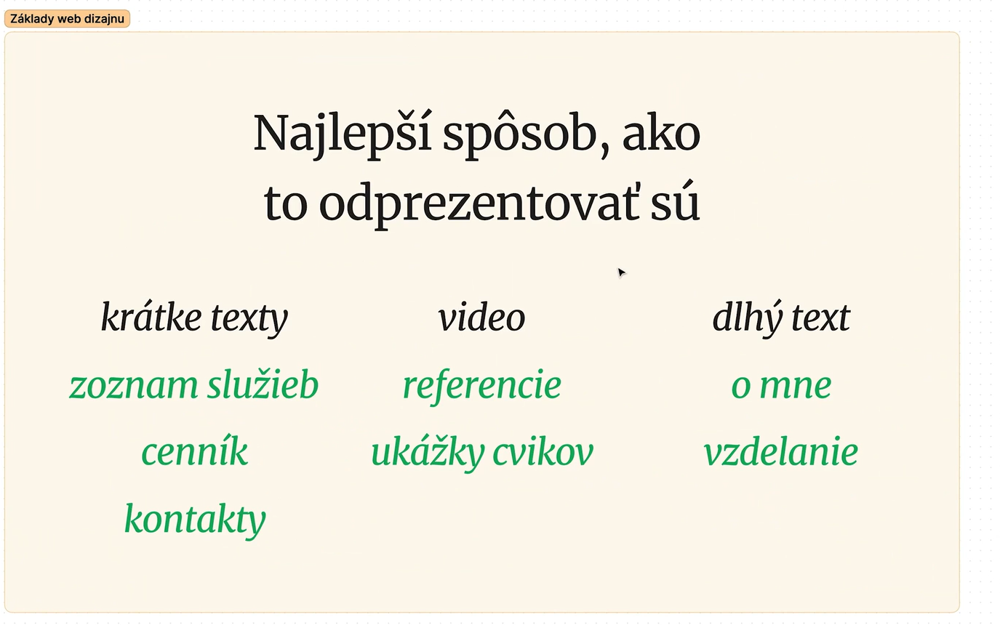 Základy web dizajnu
Najlepší spôsob, ako
to odprezentovať sú
krátke texty
video
dlhý text
zoznam služieb
referencie
o mne
cenník
ukážky cvikov
vzdelanie
kontakty